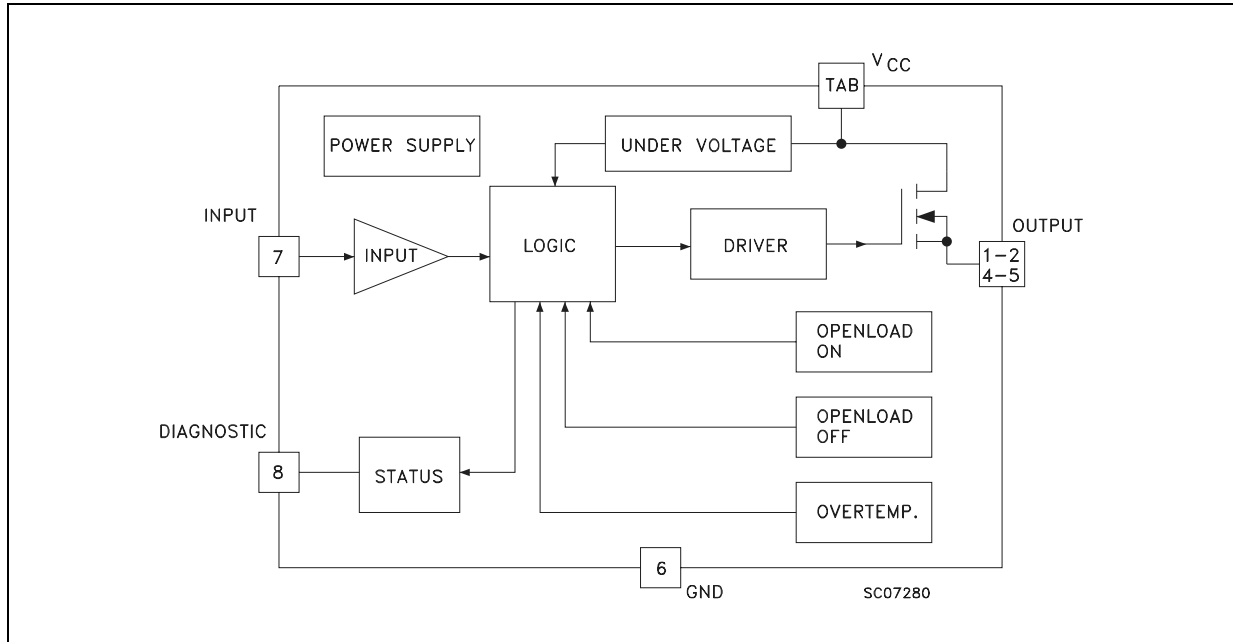 V CC
TAB
POWER SUPPLY
UNDER VOLTAGE
INPUT
7
INPUT
LOGIC
DRIVER
OUTPUT
1-2
4-5
OPENLOAD
ON
DIAGNOSTIC
8
STATUS
OPENLOAD
OFF
OVERTEMP.
6
GND
SC07280